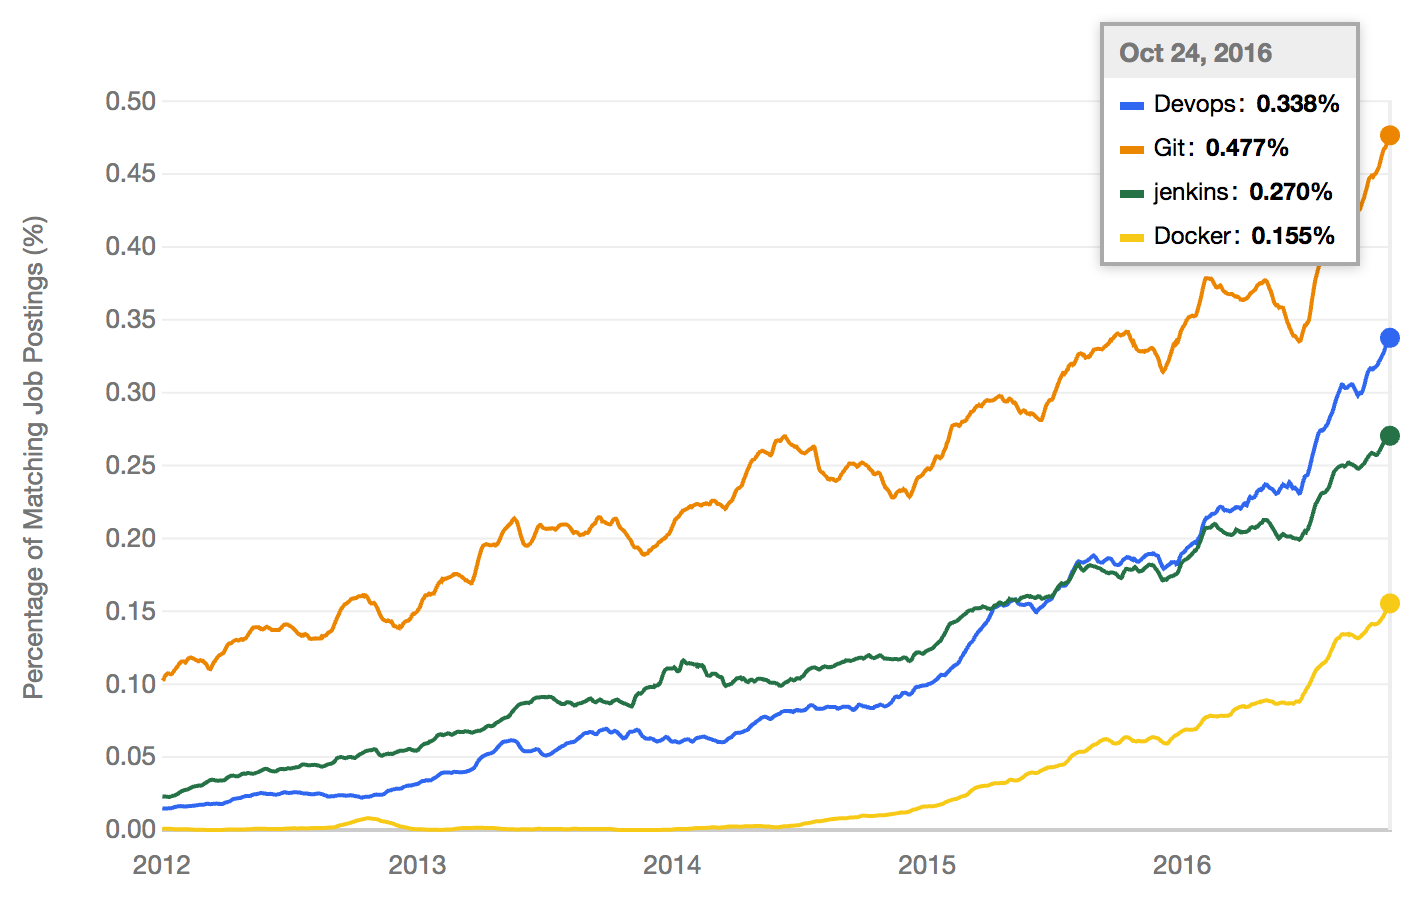 Oct 24, 2016
Devops: 0.338%
Git: 0.477%
jenkins: 0.270%
Docker: 0.155%
Percentage of Matching Job Postings (%)
0.50
0.45
0.40
0.35
0.30
0.25
0.20
0.15
0.10
0.05
0.00
2012 2013 2014 2015 2016